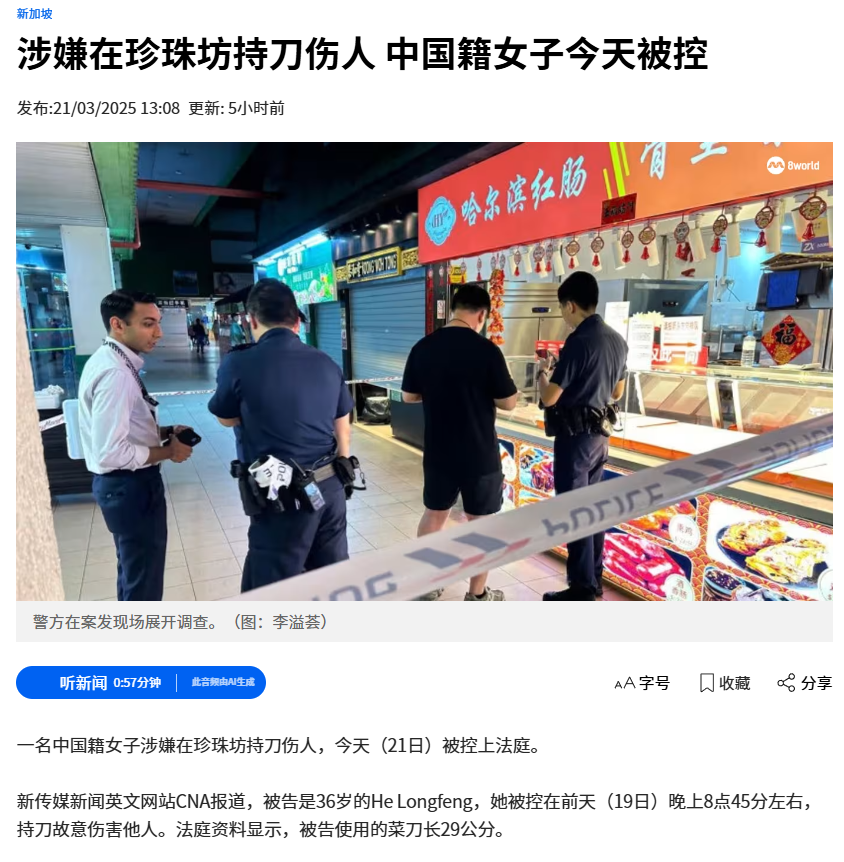 新加坡
涉嫌在珍珠坊持刀伤人 中国籍女子今天被控
发布:21/03/2025 13:08 更新: 5小时前
8world
哈尔滨红肠
福
POLICE
警方在案发现场展开调查。（图：李溢荟）
听新闻 0:57分钟 此音频由AI生成
AA 字号 收藏 分享
一名中国籍女子涉嫌在珍珠坊持刀伤人，今天（21日）被控上法庭。
新传媒新闻英文网站CNA报道，被告是36岁的He Longfeng，她被控在前天（19日）晚上8点45分左右，
持刀故意伤害他人。法庭资料显示，被告使用的菜刀长29公分。